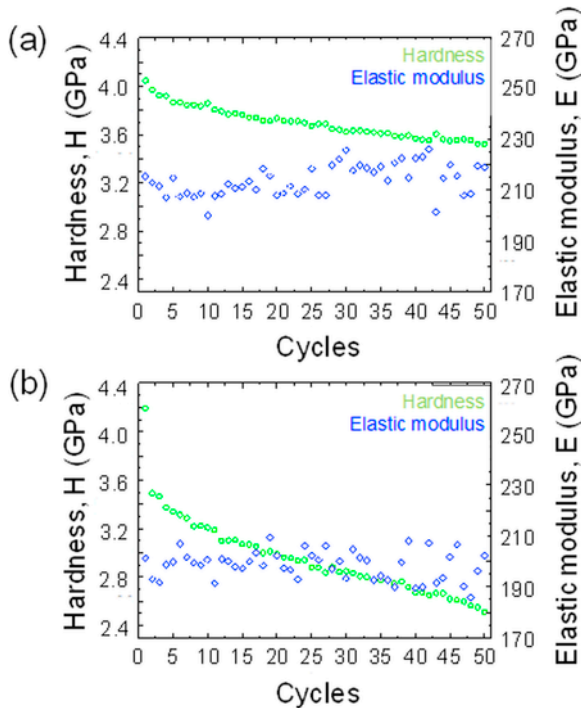 (a)
Hardness, H (GPa)
4.4
4.0
3.6
3.2
2.8
2.4
Hardness
Elastic modulus
270
250
230
210
190
170
Elastic modulus, E (GPa)
0 5 10 15 20 25 30 35 40 45 50
Cycles
(b)
Hardness, H (GPa)
4.4
4.0
3.6
3.2
2.8
2.4
Hardness
Elastic modulus
270
250
230
210
190
170
Elastic modulus, E (GPa)
0 5 10 15 20 25 30 35 40 45 50
Cycles